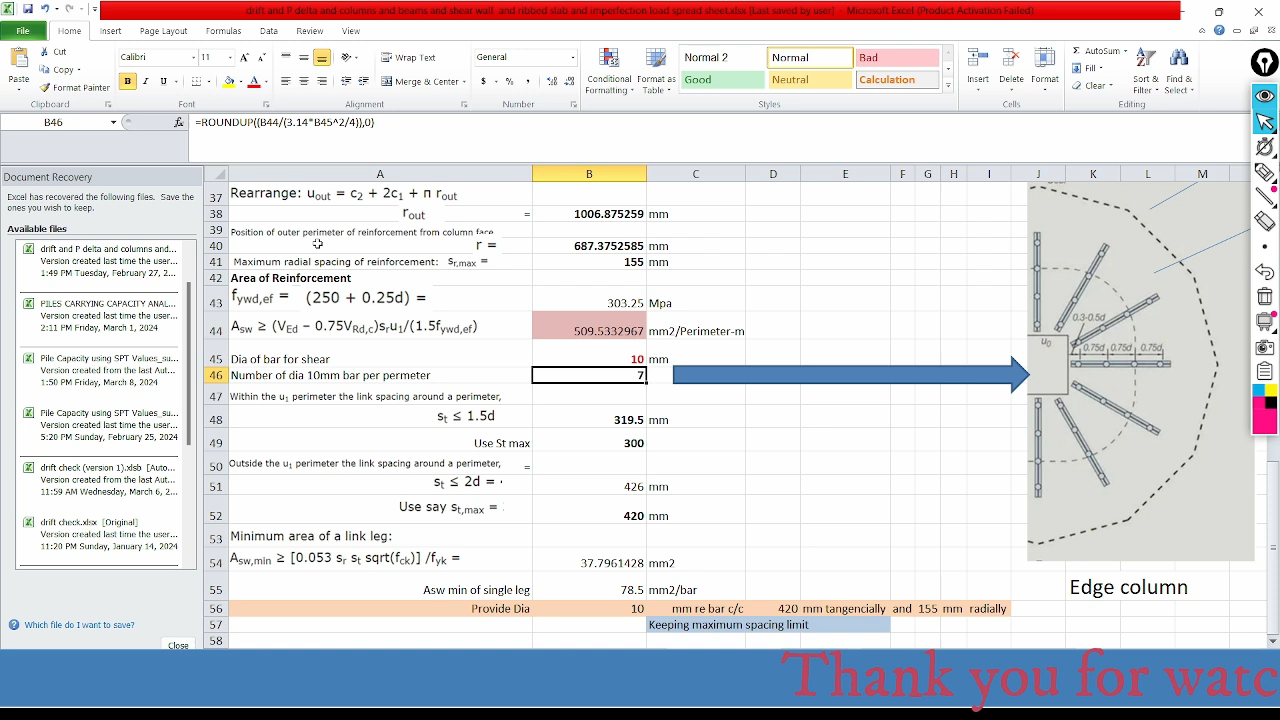 drift and P delta and columns and beams and shear wall and ribbed slab and imperfection load spread sheet.xlsx [Last saved by user] - Microsoft Excel (Product Activation Failed)
File Home Insert Page Layout Formulas Data Review View
Cut
Copy
Format Painter
Paste
Calibri 11
General
Wrap Text
Merge & Center
Conditional Formatting
Format as Table
Normal 2 Normal Bad
Good Neutral Calculation
Insert Delete Format
AutoSum
Fill
Clear
Sort & Filter
Find & Select
Clipboard Font Alignment Number Styles Cells Editing
B46 fx =ROUNDUP((B44/(3.14*B45^2/4)),0)
Document Recovery
Excel has recovered the following files. Save the ones you wish to keep.
Available files
drift and P delta and columns and...
Version created last time the user...
1:49 PM Tuesday, February 27, 2...
PILES CARRYING CAPACITY ANAL...
Version created from the last Aut...
2:11 PM Friday, March 1, 2024
Pile Capacity using SPT Values_su...
Version created from the last Aut...
1:50 PM Friday, March 8, 2024
Pile Capacity using SPT Values_su...
Version created last time the user...
5:20 PM Sunday, February 25, 2024
drift check (version 1).xlsb [Auto...
Version created from the last Aut...
11:59 AM Wednesday, March 6, 2...
drift check.xlsx [Original]
Version created last time the user...
11:20 PM Sunday, January 14, 2024
Which file do I want to save?
Close
A B C D E F G H I J K L M
37 Rearrange: uout = c2 + 2c1 + π rout
38 rout = 1006.875259 mm
39 Position of outer perimeter of reinforcement from column face
40 r = 687.3752585 mm
41 Maximum radial spacing of reinforcement: sr,max = 155 mm
42 Area of Reinforcement
43 fywd,ef = (250 + 0.25d) = 303.25 Mpa
44 Asw ≥ (VEd – 0.75VRd,c)sru1/(1.5fywd,ef) 509.5332967 mm2/Perimeter-m
45 Dia of bar for shear 10 mm
46 Number of dia 10mm bar per permeter 7
47 Within the u1 perimeter the link spacing around a perimeter,
48 st ≤ 1.5d 319.5 mm
49 Use St max 300
50 Outside the u1 perimeter the link spacing around a perimeter, =
51 st ≤ 2d = 426 mm
52 Use say st,max = 420 mm
53 Minimum area of a link leg:
54 Asw,min ≥ [0.053 sr st sqrt(fck)] /fyk = 37.7961428 mm2
55 Asw min of single leg 78.5 mm2/bar
56 Provide Dia 10 mm re bar c/c 420 mm tangencially and 155 mm radially
57 Keeping maximum spacing limit
58
0.3-0.5d
u0
0.75d 0.75d 0.75d
Edge column
Thank you for watc